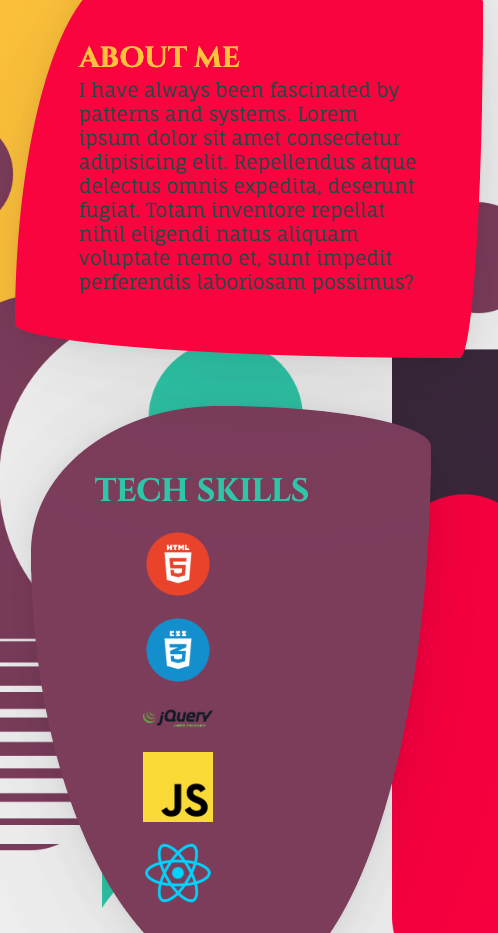 ABOUT ME
I have always been fascinated by
patterns and systems. Lorem
ipsum dolor sit amet consectetur
adipisicing elit. Repellendus atque
delectus omnis expedita, deserunt
fugiat. Totam inventore repellat
nihil eligendi natus aliquam
voluptate nemo et, sunt impedit
perferendis laboriosam possimus?
TECH SKILLS
HTML
5
CSS
3
jQuery
JS